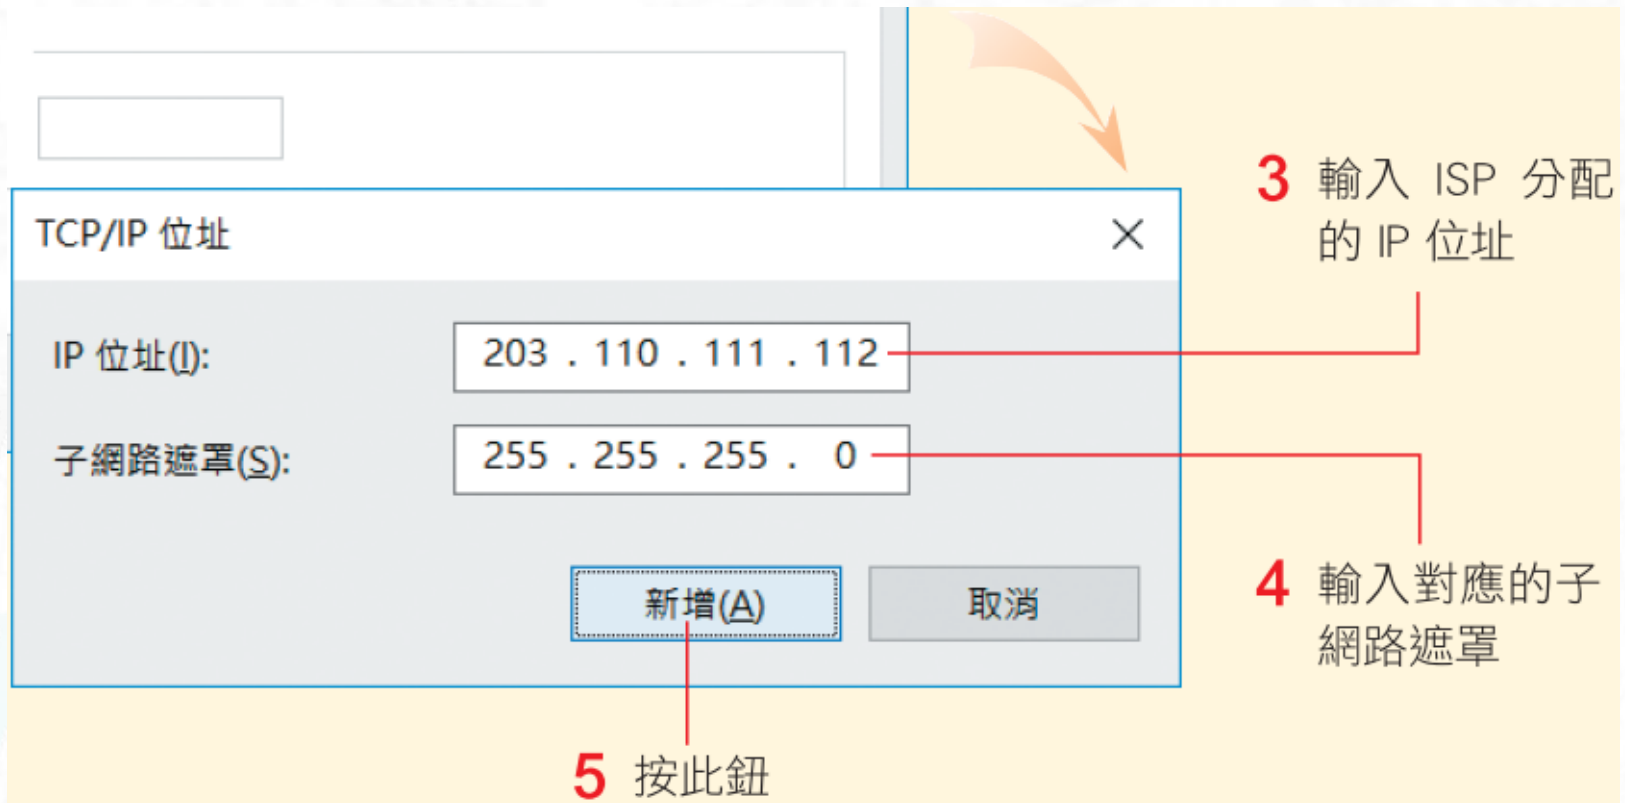 3 輸入 ISP 分配
的 IP 位址
TCP/IP 位址
IP 位址(I):
203 . 110 . 111 . 112
子網路遮罩(S):
255 . 255 . 255 . 0
新增(A)
取消
4 輸入對應的子
網路遮罩
5 按此鈕